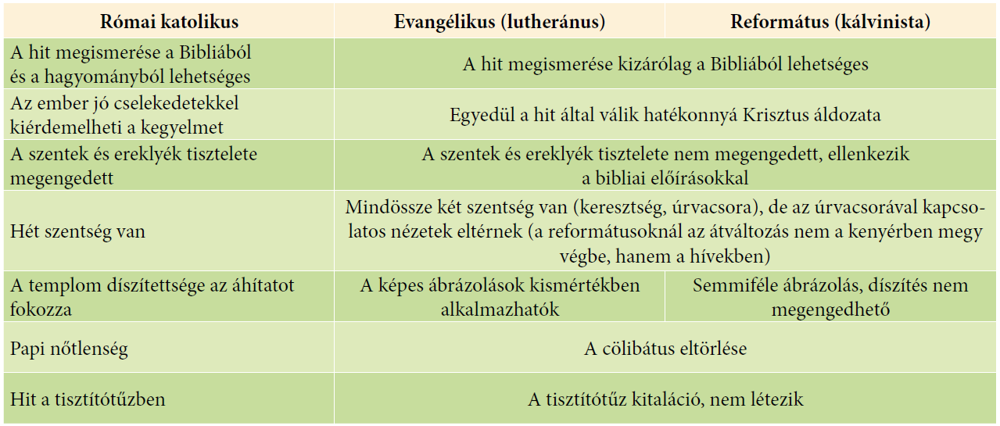 Római katolikus
Evangélikus (lutheránus)
Református (kálvinista)
A hit megismerése a Bibliából
és a hagyományból lehetséges
A hit megismerése kizárólag a Bibliából lehetséges
Az ember jó cselekedetekkel
kiérdemelheti a kegyelmet
Egyedül a hit által válik hatékonnyá Krisztus áldozata
A szentek és ereklyék tisztelete
megengedett
A szentek és ereklyék tisztelete nem megengedett, ellenkezik
a bibliai előírásokkal
Hét szentség van
Mindössze két szentség van (keresztség, úrvacsora), de az úrvacsorával kapcso-
latos nézetek eltérnek (a reformátusoknál az átváltozás nem a kenyérben megy
végbe, hanem a hívekben)
A templom díszítettsége az áhítatot
fokozza
A képes ábrázolások kismértékben
alkalmazhatók
Semmiféle ábrázolás, díszítés nem
megengedhető
Papi nőtlenség
A cölibátus eltörlése
Hit a tisztítótűzben
A tisztítótűz kitaláció, nem létezik